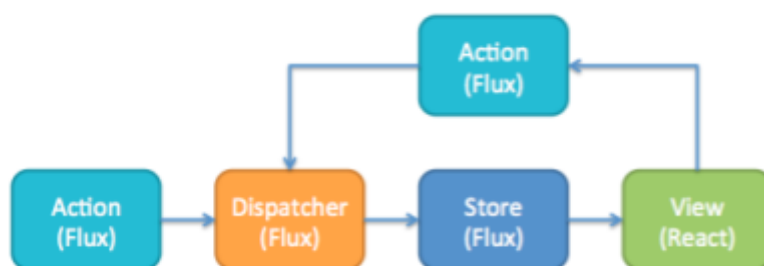 Action
(Flux)
Action
(Flux)
Dispatcher
(Flux)
Store
(Flux)
View
(React)